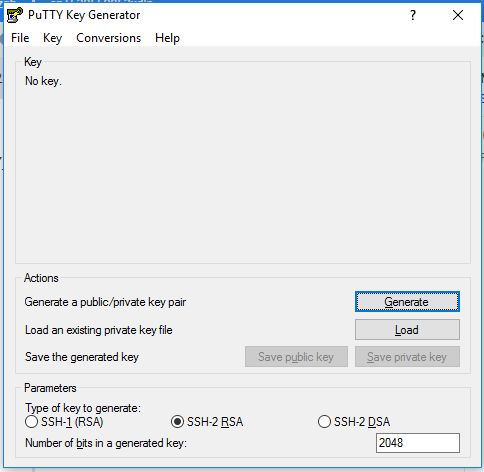 PuTTY Key Generator
?
File Key Conversions Help
Key
No key.
Actions
Generate a public/private key pair Generate
Load an existing private key file Load
Save the generated key Save public key Save private key
Parameters
Type of key to generate:
SSH-1 (RSA) SSH-2 RSA SSH-2 DSA
Number of bits in a generated key: 2048